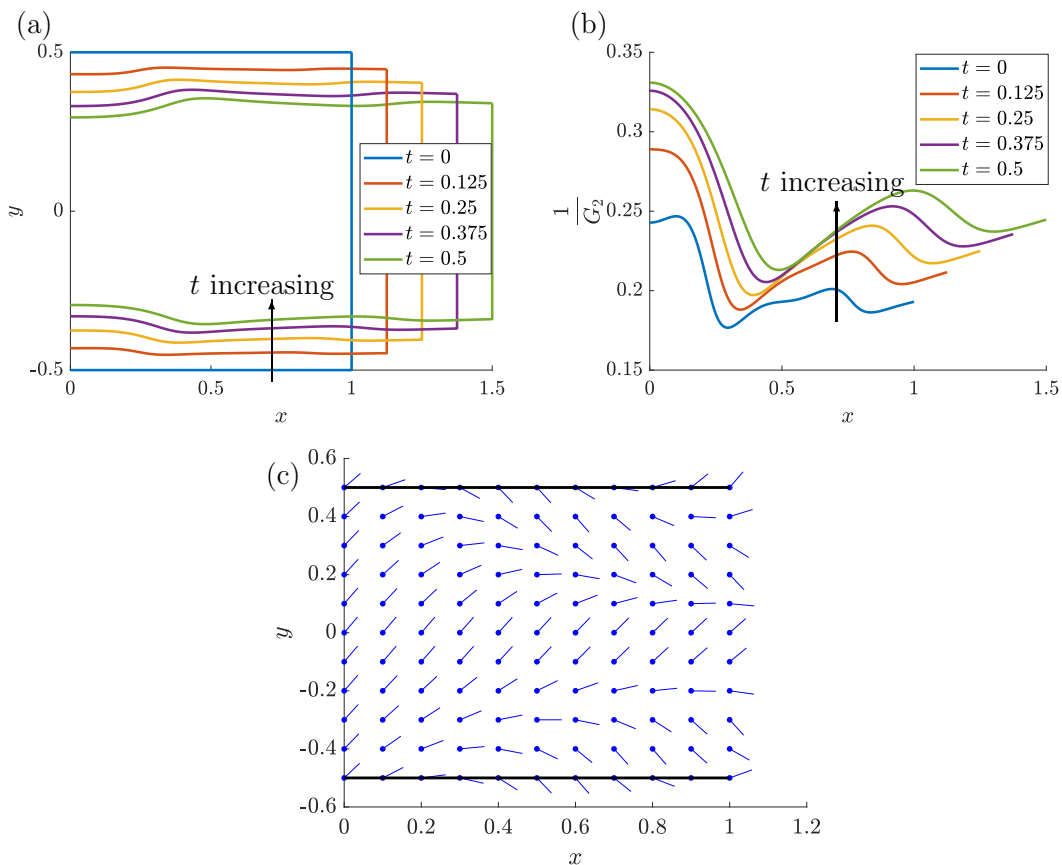 (a)
0.5
0
-0.5
y
0
0.5
1
1.5
x
t = 0
t = 0.125
t = 0.25
t = 0.375
t = 0.5
t increasing
(b)
0.35
0.3
0.25
0.2
0.15
1
G₂
0
0.5
1
1.5
x
t = 0
t = 0.125
t = 0.25
t = 0.375
t = 0.5
t increasing
(c)
0.6
0.4
0.2
0
-0.2
-0.4
-0.6
y
0
0.2
0.4
0.6
0.8
1
1.2
x